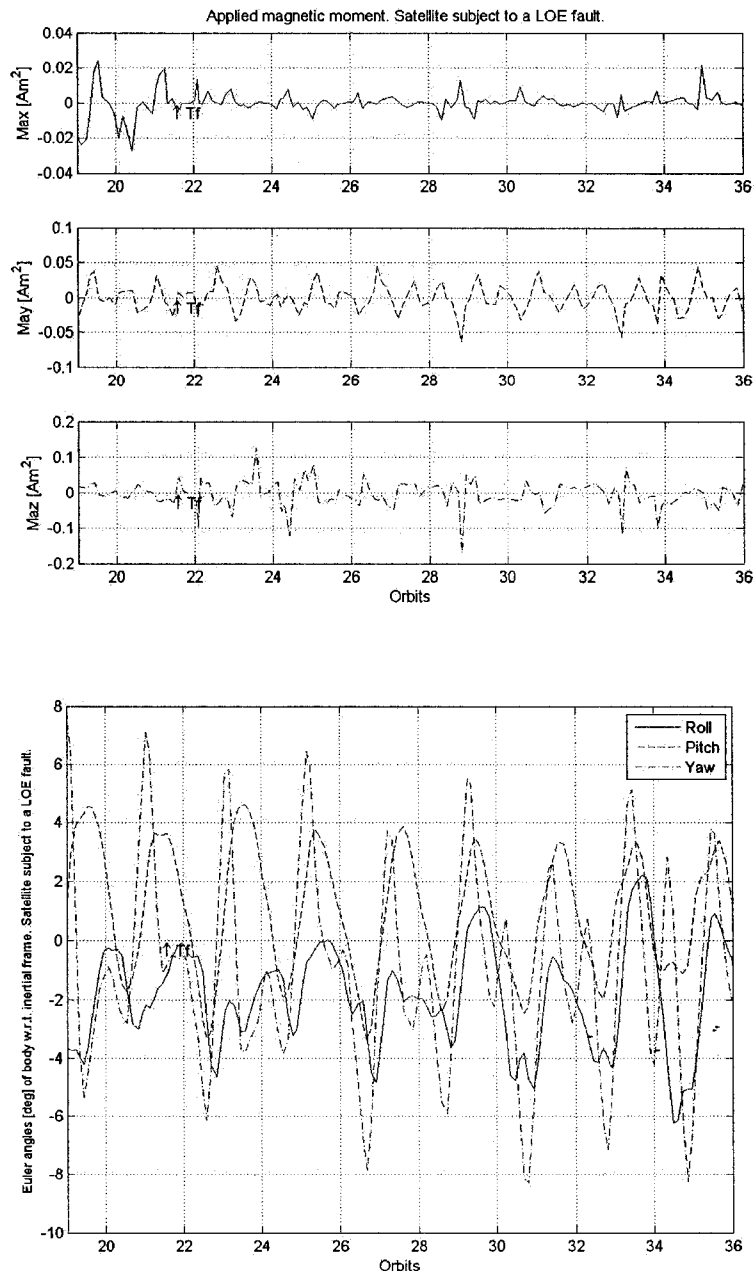 Applied magnetic moment. Satellite subject to a LOE fault.
Max [Am²]
0.04
0.02
0
-0.02
-0.04
↑ Tf
20 22 24 26 28 30 32 34 36
May [Am²]
0.1
0.05
0
-0.05
-0.1
↑ Tf
20 22 24 26 28 30 32 34 36
Maz [Am²]
0.2
0.1
0
-0.1
-0.2
↑ Tf
20 22 24 26 28 30 32 34 36
Orbits
Euler angles [deg] of body w.r.t. inertial frame. Satellite subject to a LOE fault.
8
6
4
2
0
-2
-4
-6
-8
-10
Roll
Pitch
Yaw
↑ Tf
20 22 24 26 28 30 32 34 36
Orbits